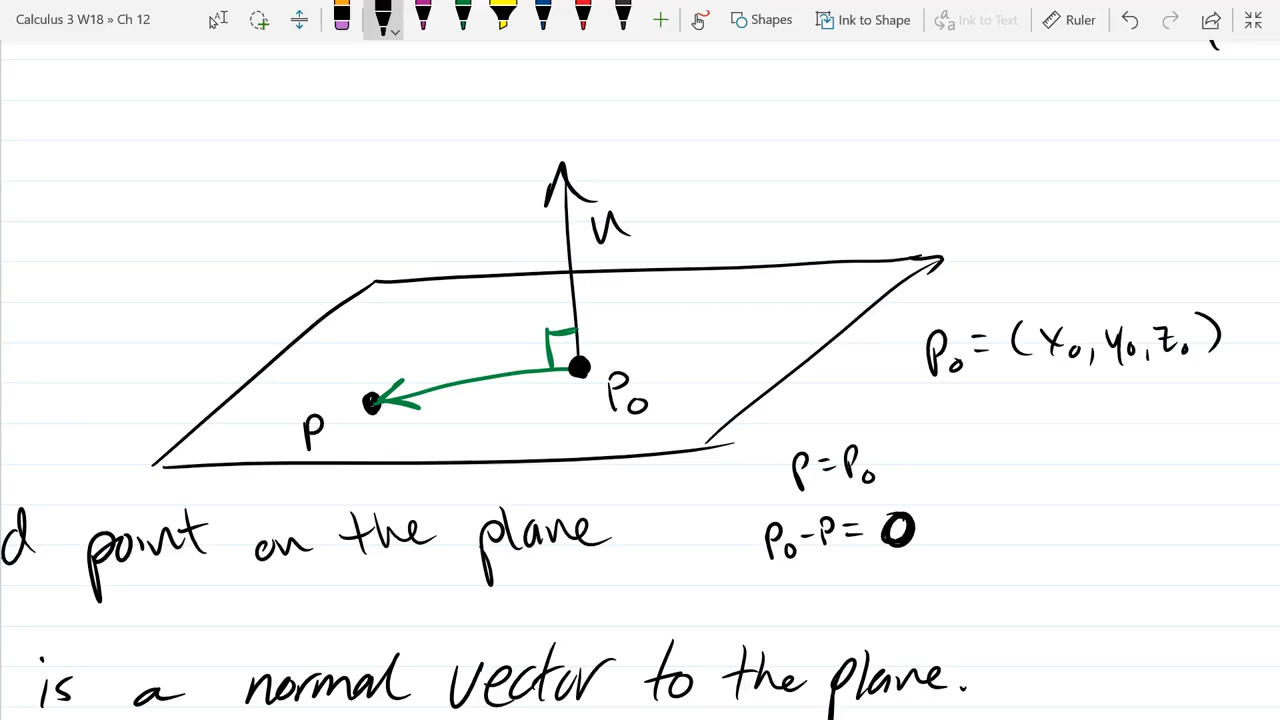 Calculus 3 W18 » Ch 12
Shapes
Ink to Shape
Ink to Text
Ruler
n
P₀ = (x₀, y₀, z₀)
P₀
P
P = P₀
P₀ - P = 0
d point on the plane
is a normal vector to the plane.